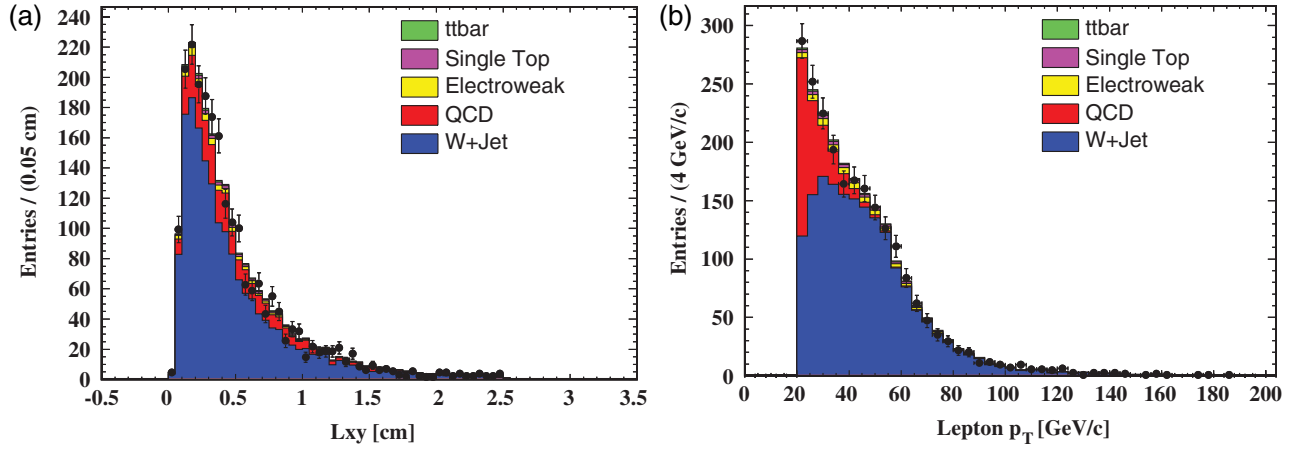 (a)
ttbar
Single Top
Electroweak
QCD
W+Jet
Entries / (0.05 cm)
220
200
180
160
140
120
100
80
60
40
20
0
-0.5 0 0.5 1 1.5 2 2.5 3 3.5
Lxy [cm]
(b)
ttbar
Single Top
Electroweak
QCD
W+Jet
Entries / (4 GeV/c)
300
250
200
150
100
50
0
0 20 40 60 80 100 120 140 160 180 200
Lepton p_T [GeV/c]